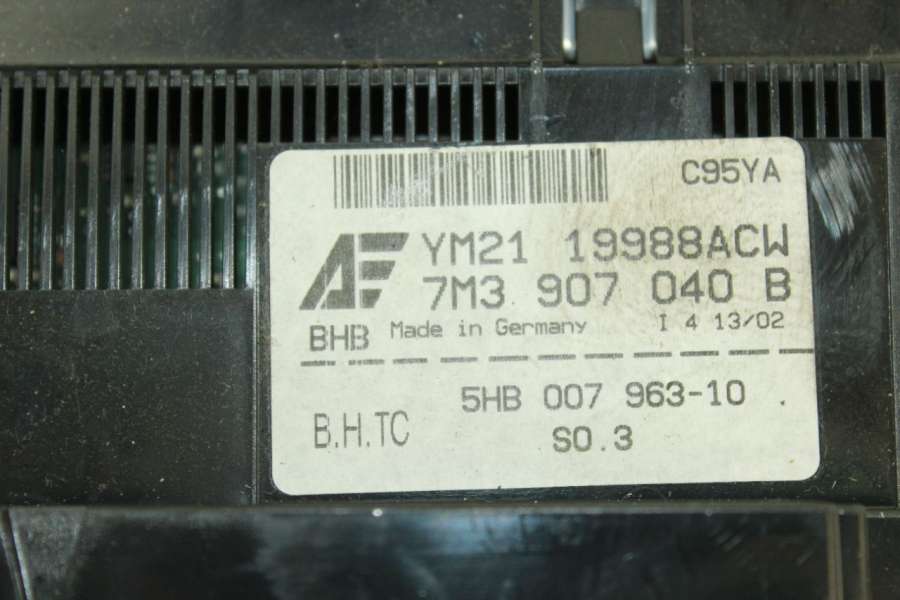 C95YA
AF YM21 19988ACW
7M3 907 040 B
BHB Made in Germany I 4 13/02
5HB 007 963-10 .
B.H.TC
SO.3